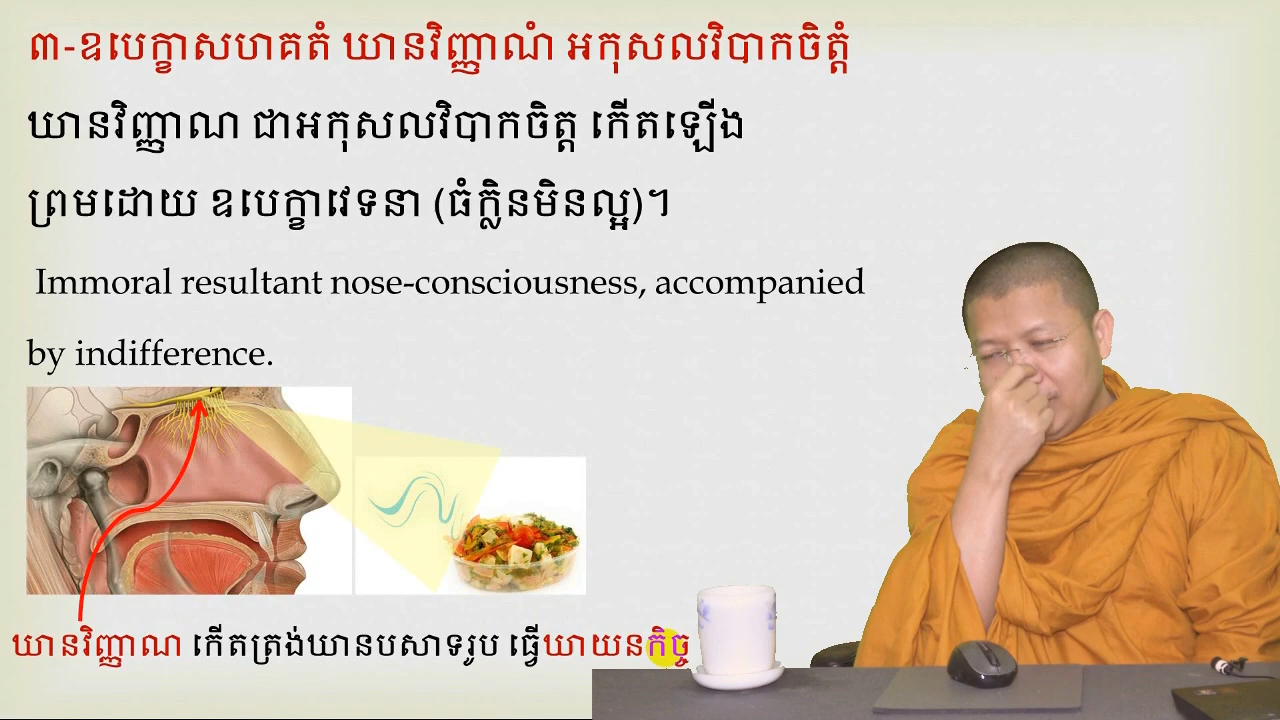 ៣-ឧបេក្ខាសហគតំ ឃានវិញ្ញាណំ អកុសលវិបាកចិត្តំ
ឃានវិញ្ញាណ ជាអកុសលវិបាកចិត្ត កើតឡើង
ព្រមដោយ ឧបេក្ខាវេទនា (ធំក្លិនមិនល្អ)។
Immoral resultant nose-consciousness, accompanied
by indifference.
ឃានវិញ្ញាណ កើតត្រង់ឃានបសាទរូប ធ្វើឃាយនកិច្ច